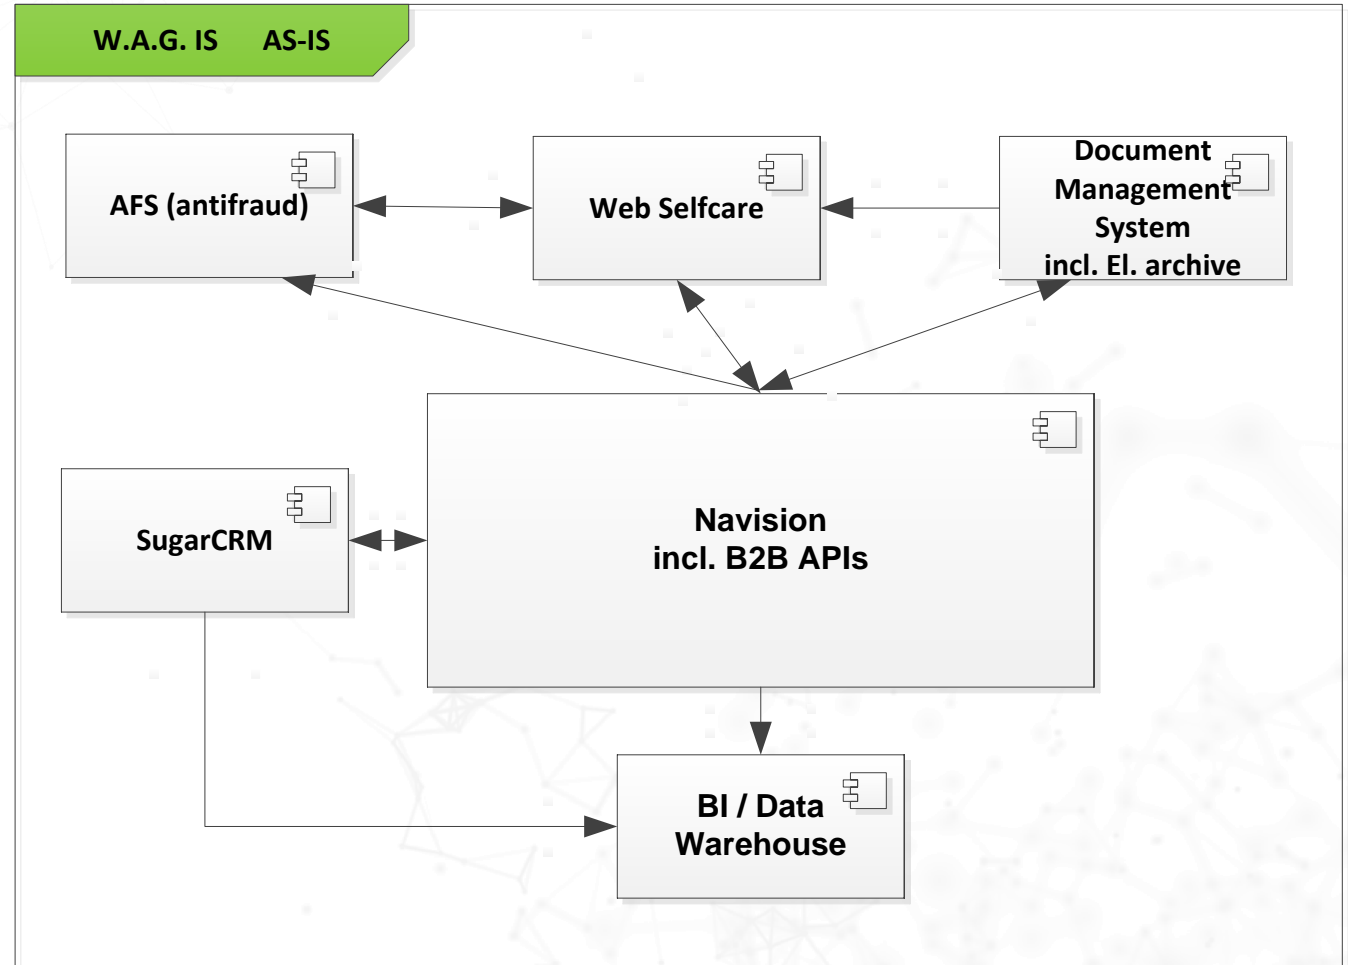 W.A.G. IS AS-IS
AFS (antifraud)
Web Selfcare
Document
Management
System
incl. El. archive
SugarCRM
Navision
incl. B2B APIs
BI / Data
Warehouse